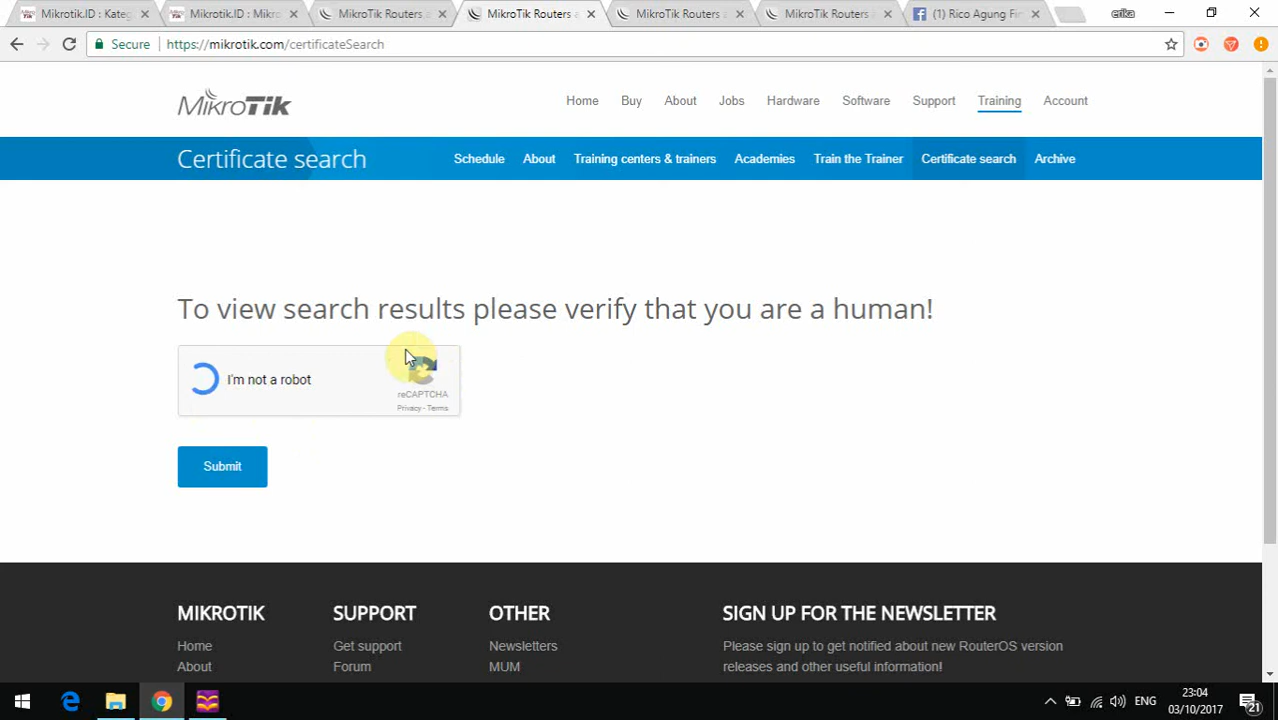 Mikrotik.ID : Kateg
Mikrotik.ID : Mikro
MikroTik Routers a
MikroTik Routers a
MikroTik Routers a
MikroTik Routers a
(1) Rico Agung Fir
erika
Secure
https://mikrotik.com/certificateSearch
MikroTik
Home
Buy
About
Jobs
Hardware
Software
Support
Training
Account
Certificate search
Schedule
About
Training centers & trainers
Academies
Train the Trainer
Certificate search
Archive
To view search results please verify that you are a human!
I'm not a robot
reCAPTCHA
Privacy - Terms
Submit
MIKROTIK
SUPPORT
OTHER
SIGN UP FOR THE NEWSLETTER
Home
Get support
Newsletters
Please sign up to get notified about new RouterOS version
About
Forum
MUM
releases and other useful information!
ENG
23:04
03/10/2017
21